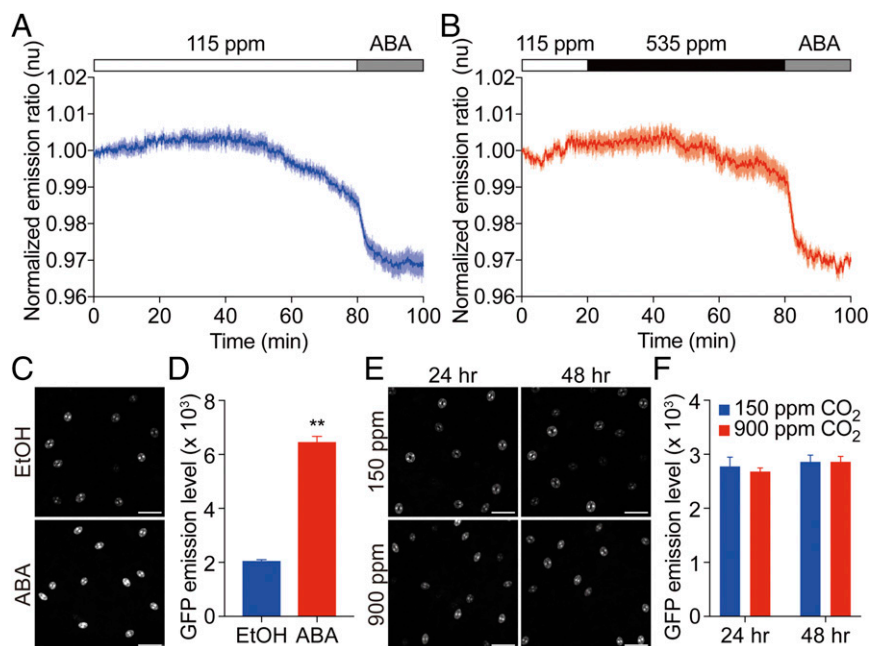 A
115 ppm
ABA
Normalized emission ratio (nu)
1.02
1.01
1.00
0.99
0.98
0.97
0.96
0
20
40
60
80
100
Time (min)
B
115 ppm
535 ppm
ABA
Normalized emission ratio (nu)
1.02
1.01
1.00
0.99
0.98
0.97
0.96
0
20
40
60
80
100
Time (min)
C
EtOH
ABA
D
GFP emission level (x 10³)
8
6
4
2
0
**
EtOH
ABA
E
24 hr
48 hr
150 ppm
900 ppm
F
GFP emission level (x 10³)
4
3
2
1
0
150 ppm CO₂
900 ppm CO₂
24 hr
48 hr